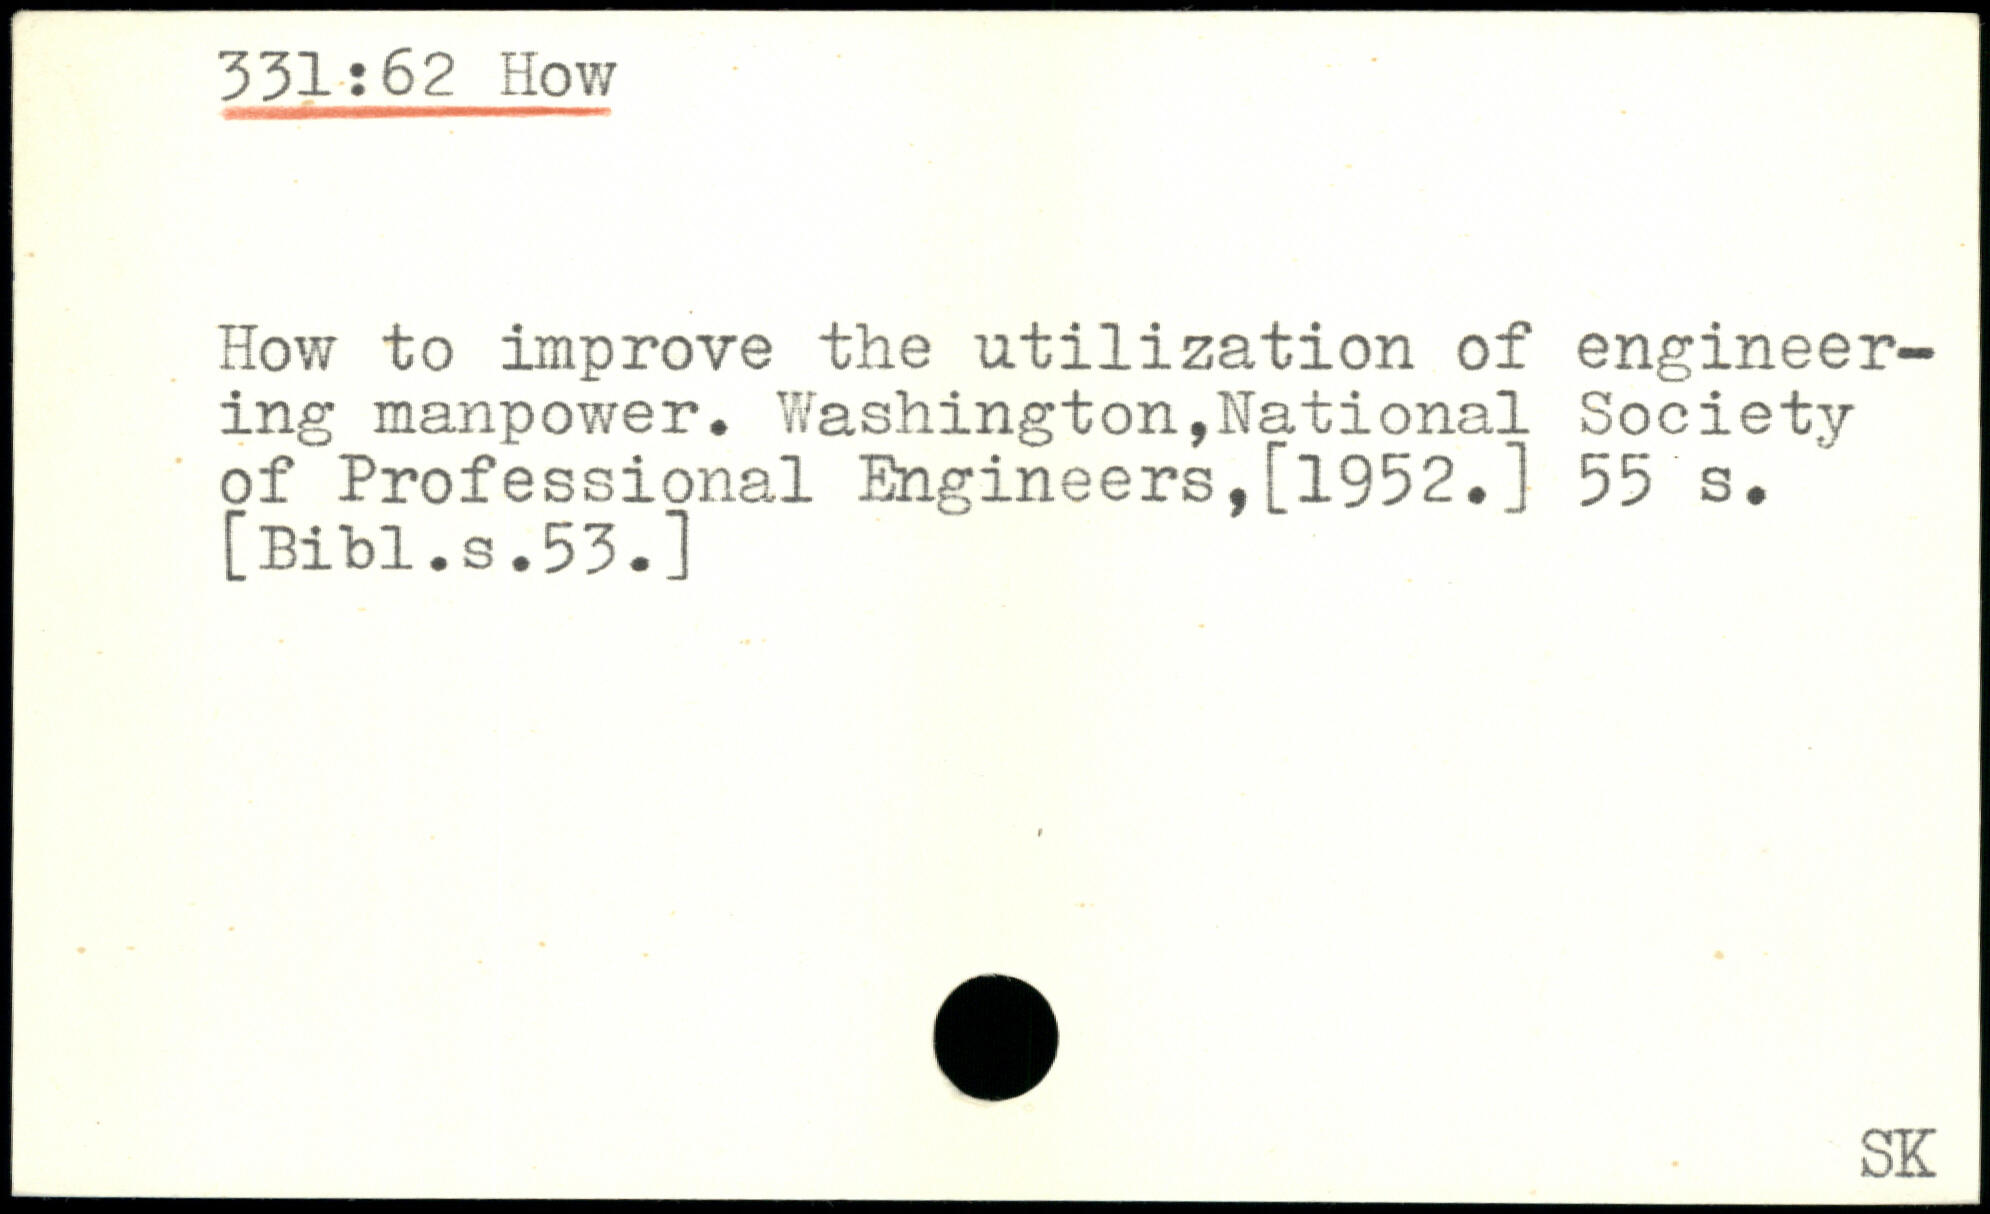 331:62 How
How to improve the utilization of engineer-
ing manpower. Washington,National Society
of Professional Engineers,[1952.] 55 s.
[Bibl.s.53.]
SK